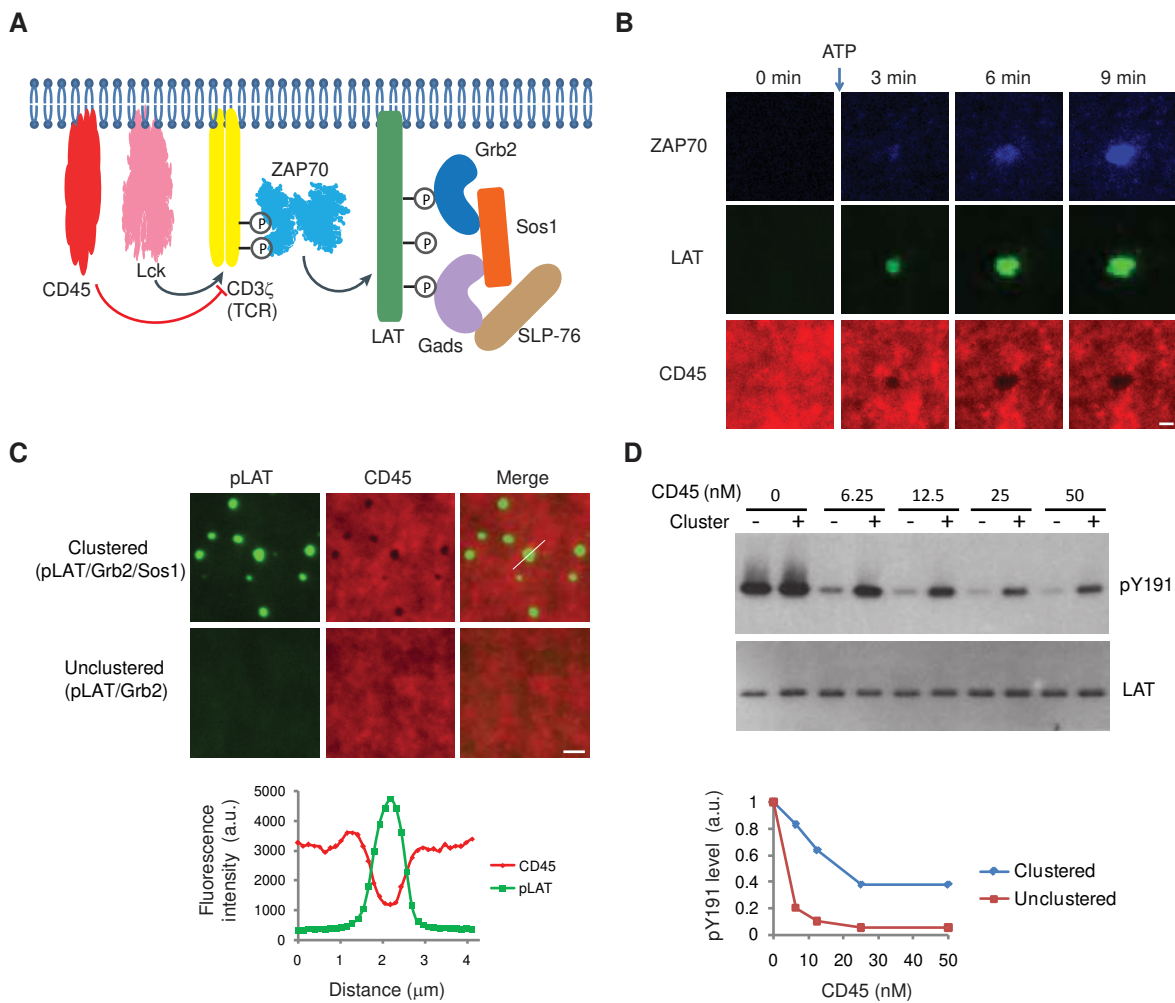 A
ZAP70
Grb2
P
P
P
P
P
Sos1
Lck
CD45
CD3ζ
(TCR)
LAT
Gads
SLP-76
B
ATP
0 min
3 min
6 min
9 min
ZAP70
LAT
CD45
C
pLAT
CD45
Merge
Clustered
(pLAT/Grb2/Sos1)
Unclustered
(pLAT/Grb2)
Fluorescence
intensity (a.u.)
5000
4000
3000
2000
1000
0
0
1
2
3
4
Distance (μm)
CD45
pLAT
D
CD45 (nM)
0
6.25
12.5
25
50
Cluster
- + - + - + - + - +
pY191
LAT
pY191 level (a.u.)
1
0.8
0.6
0.4
0.2
0
0 10 20 30 40 50
CD45 (nM)
Clustered
Unclustered